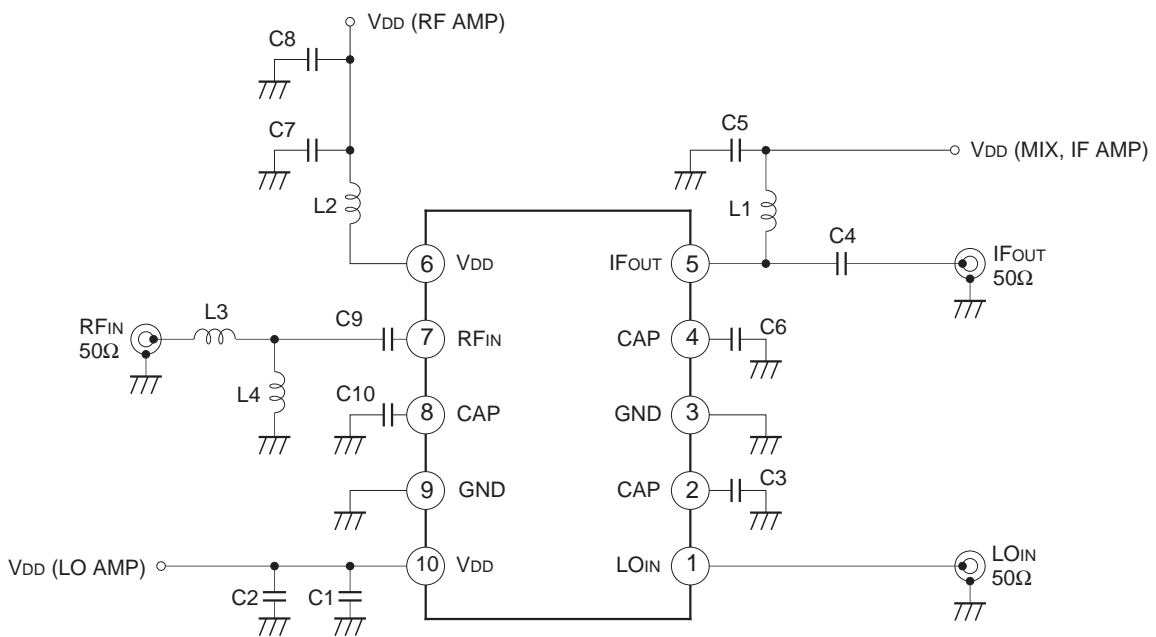 VDD (RF AMP)
C8
C7
L2
C5
VDD (MIX, IF AMP)
L1
C4
6 VDD
IFOUT 5
IFOUT
50Ω
RFIN
50Ω
L3
C9
7 RFIN
CAP 4
C6
L4
C10
8 CAP
GND 3
9 GND
CAP 2
C3
VDD (LO AMP)
10 VDD
LOIN 1
LOIN
50Ω
C2
C1